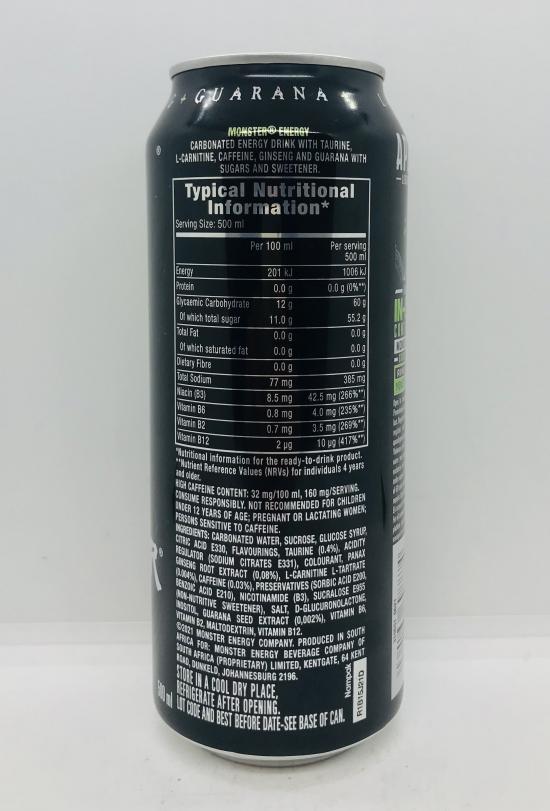 + GUARANA +
MONSTER® ENERGY
CARBONATED ENERGY DRINK WITH TAURINE,
L-CARNITINE, CAFFEINE, GINSENG AND GUARANA WITH
SUGARS AND SWEETENER.
Typical Nutritional
Information*
Serving Size: 500 ml
Per 100 ml Per serving
500 ml
Energy 201 kJ 1006 kJ
Protein 0.0 g 0.0 g (0%**)
Glycaemic Carbohydrate 12 g 60 g
Of which total sugar 11.0 g 55.2 g
Total Fat 0.0 g 0.0 g
Of which saturated fat 0.0 g 0.0 g
Dietary Fibre 0.0 g 0.0 g
Total Sodium 77 mg 385 mg
Niacin (B3) 8.5 mg 42.5 mg (266%**)
Vitamin B6 0.8 mg 4.0 mg (235%**)
Vitamin B2 0.7 mg 3.5 mg (269%**)
Vitamin B12 2 µg 10 µg (417%**)
*Nutritional information for the ready-to-drink product.
**Nutrient Reference Values (NRVs) for individuals 4 years
and older.
HIGH CAFFEINE CONTENT: 32 mg/100 ml, 160 mg/SERVING.
CONSUME RESPONSIBLY. NOT RECOMMENDED FOR CHILDREN
UNDER 12 YEARS OF AGE; PREGNANT OR LACTATING WOMEN;
PERSONS SENSITIVE TO CAFFEINE.
INGREDIENTS: CARBONATED WATER, SUCROSE, GLUCOSE SYRUP,
CITRIC ACID E330, FLAVOURINGS, TAURINE (0.4%), ACIDITY
REGULATOR (SODIUM CITRATES E331), COLOURANT, PANAX
GINSENG ROOT EXTRACT (0,08%), L-CARNITINE L-TARTRATE
(0.004%), CAFFEINE (0.03%), PRESERVATIVES (SORBIC ACID E200,
BENZOIC ACID E210), NICOTINAMIDE (B3), SUCRALOSE E955
(NON-NUTRITIVE SWEETENER), SALT, D-GLUCURONOLACTONE,
INOSITOL, GUARANA SEED EXTRACT (0,002%), VITAMIN B6,
VITAMIN B2, MALTODEXTRIN, VITAMIN B12.
©2021 MONSTER ENERGY COMPANY. PRODUCED IN SOUTH
AFRICA FOR: MONSTER ENERGY BEVERAGE COMPANY OF
SOUTH AFRICA (PROPRIETARY) LIMITED, KENTGATE, 64 KENT
ROAD, DUNKELD, JOHANNESBURG 2196.
STORE IN A COOL DRY PLACE,
REFRIGERATE AFTER OPENING.
LOT CODE AND BEST BEFORE DATE-SEE BASE OF CAN.
Nampak
R1B15J21D